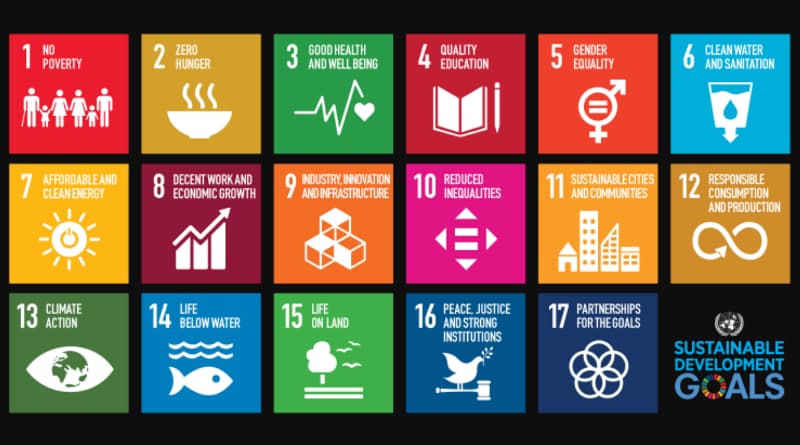 1 NO
POVERTY
2 ZERO
HUNGER
3 GOOD HEALTH
AND WELL BEING
4 QUALITY
EDUCATION
5 GENDER
EQUALITY
6 CLEAN WATER
AND SANITATION
7 AFFORDABLE AND
CLEAN ENERGY
8 DECENT WORK AND
ECONOMIC GROWTH
9 INDUSTRY, INNOVATION
AND INFRASTRUCTURE
10 REDUCED
INEQUALITIES
11 SUSTAINABLE CITIES
AND COMMUNITIES
12 RESPONSIBLE
CONSUMPTION
AND PRODUCTION
13 CLIMATE
ACTION
14 LIFE
BELOW WATER
15 LIFE
ON LAND
16 PEACE, JUSTICE
AND STRONG
INSTITUTIONS
17 PARTNERSHIPS
FOR THE GOALS
SUSTAINABLE
DEVELOPMENT
GOALS